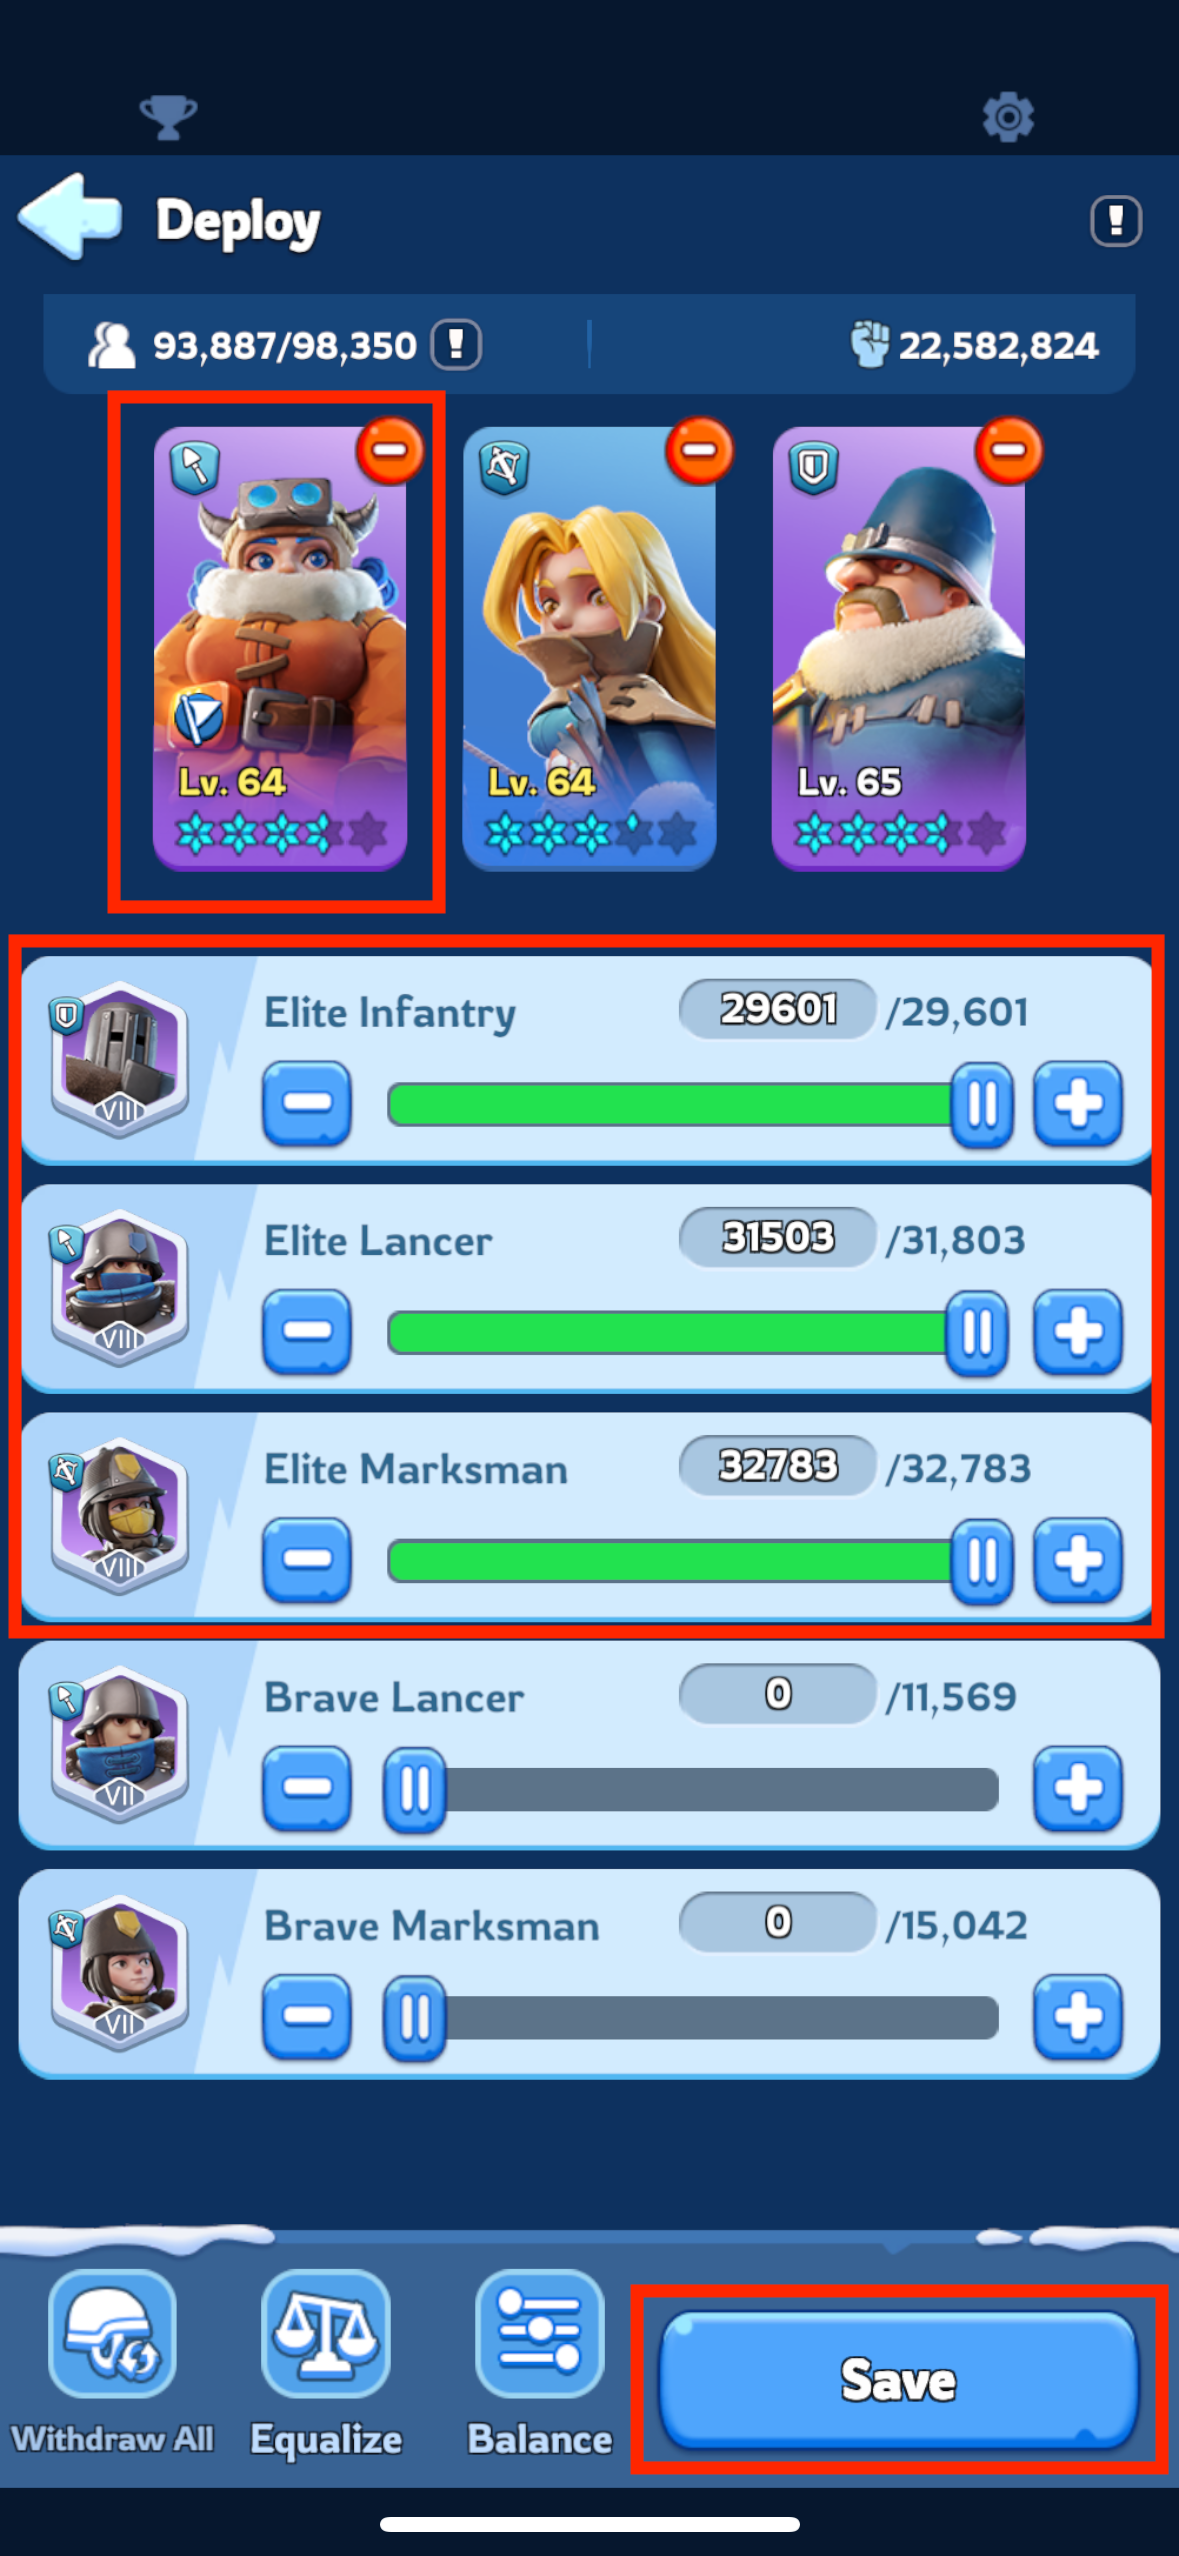 Deploy
93,887/98,350
22,582,824
Lv. 64
Lv. 64
Lv. 65
Elite Infantry
29601 /29,601
VIII
Elite Lancer
31503 /31,803
VIII
Elite Marksman
32783 /32,783
VIII
Brave Lancer
0 /11,569
VII
Brave Marksman
0 /15,042
VII
Withdraw All
Equalize
Balance
Save